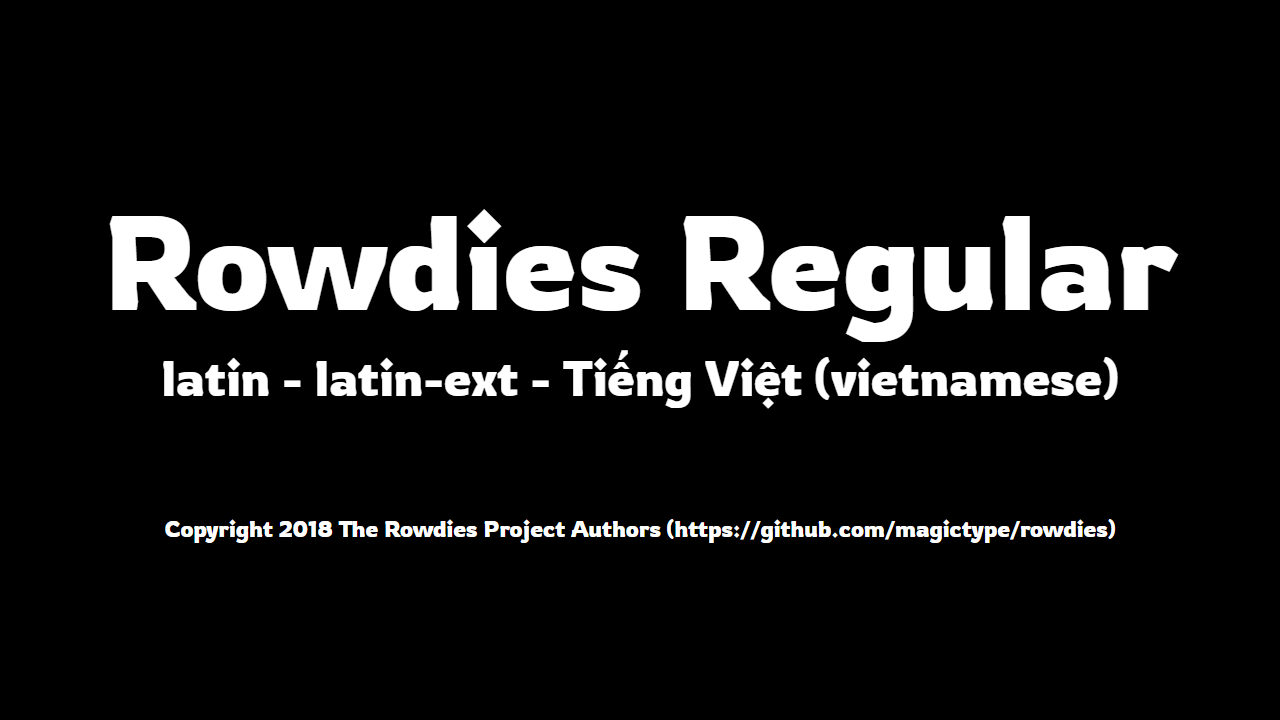 Rowdies Regular
latin - latin-ext - Tiếng Việt (vietnamese)
Copyright 2018 The Rowdies Project Authors (https://github.com/magictype/rowdies)